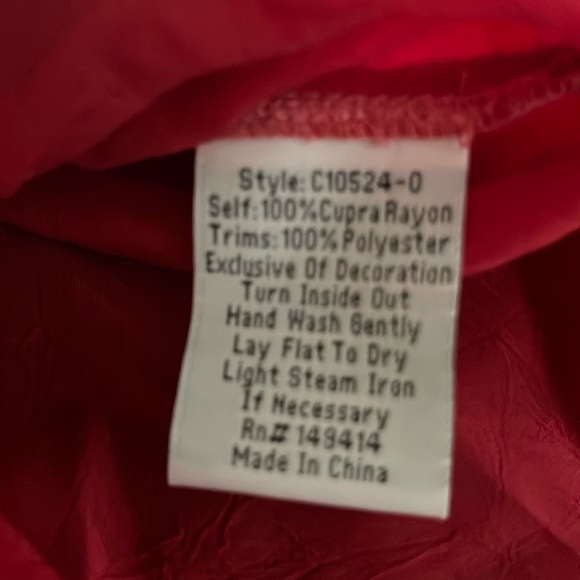 Style:C10524-0
Self:100%Cupra Rayon
Trims:100%Polyester
Exclusive Of Decoration
Turn Inside Out
Hand Wash Gently
Lay Flat To Dry
Light Steam Iron
If Necessary
Rn# 149414
Made In China